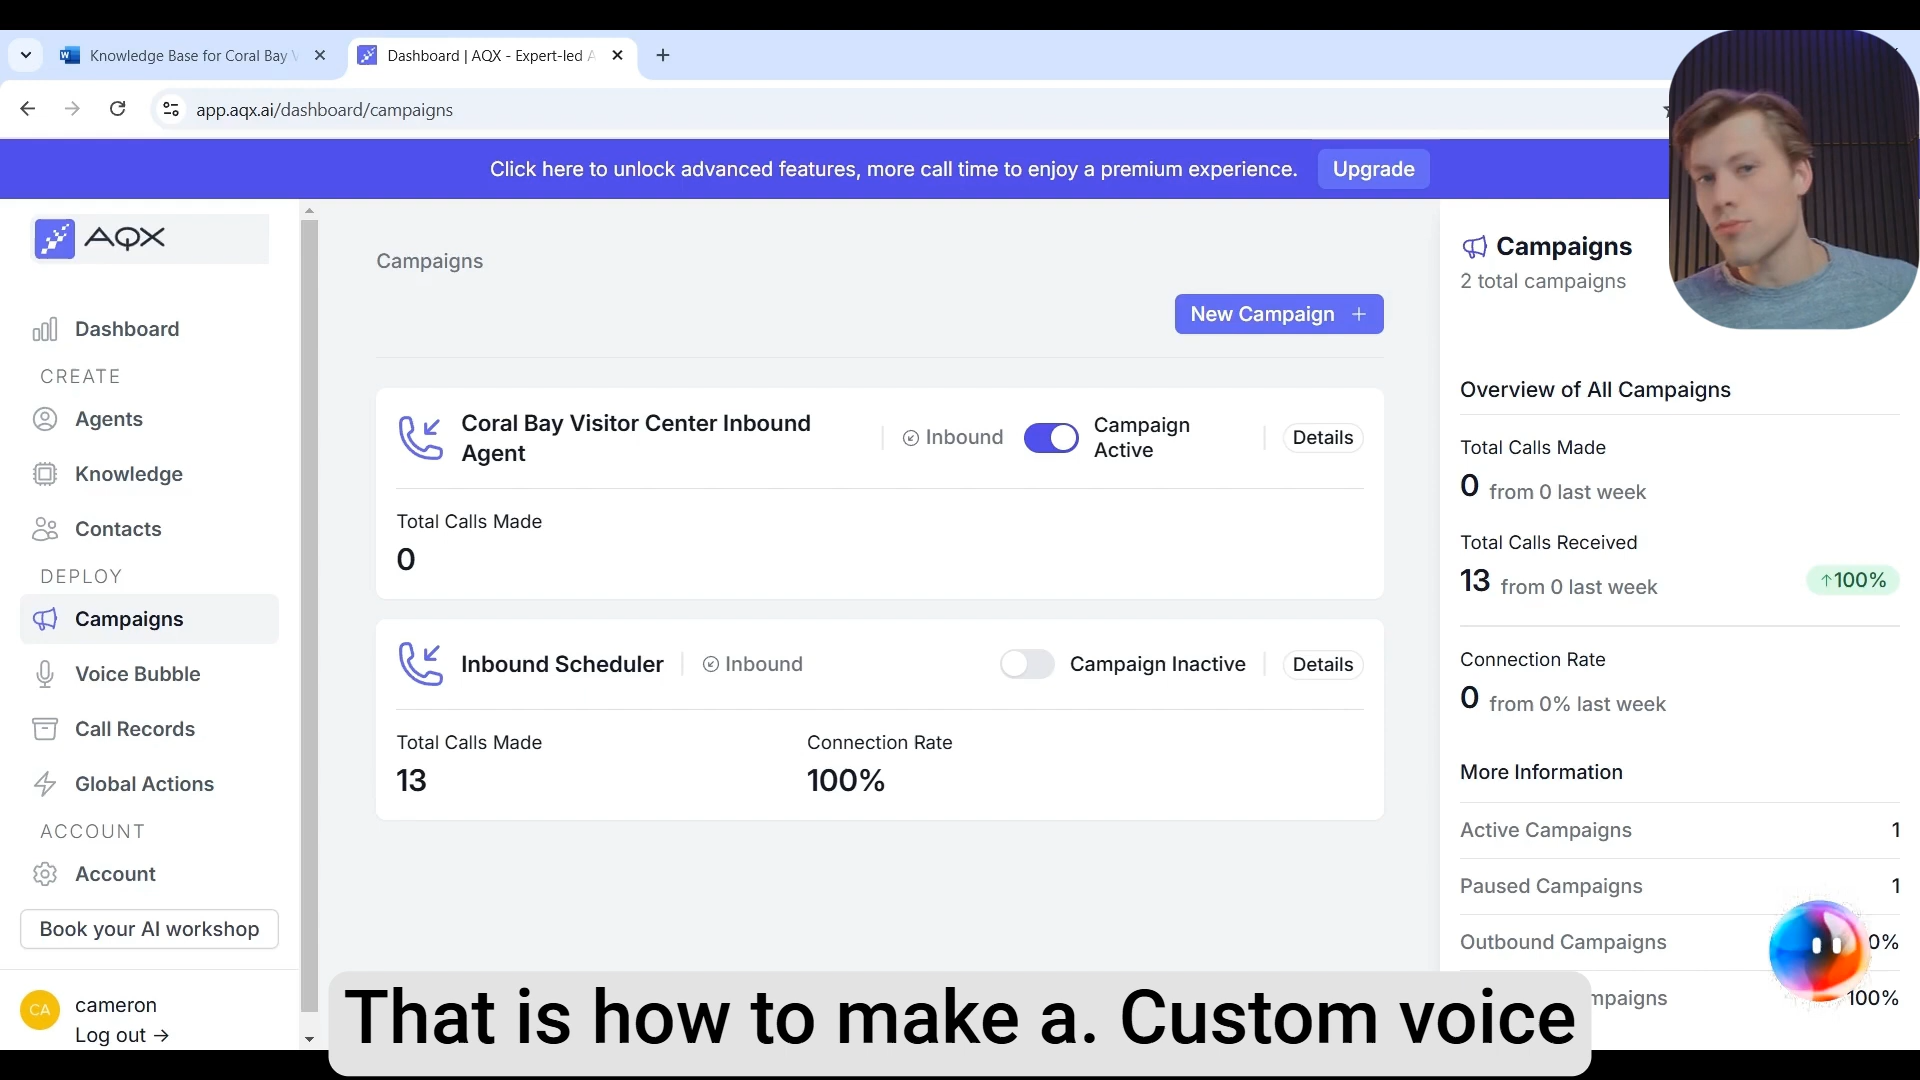 Knowledge Base for Coral Bay V
Dashboard | AQX - Expert-led A
app.aqx.ai/dashboard/campaigns
Click here to unlock advanced features, more call time to enjoy a premium experience.
Upgrade
AQX
Dashboard
CREATE
Agents
Knowledge
Contacts
DEPLOY
Campaigns
Voice Bubble
Call Records
Global Actions
ACCOUNT
Account
Book your AI workshop
CA
cameron
Log out →
Campaigns
New Campaign +
Coral Bay Visitor Center Inbound
Agent
Inbound
Campaign
Active
Details
Total Calls Made
0
Inbound Scheduler
Inbound
Campaign Inactive
Details
Total Calls Made
13
Connection Rate
100%
Campaigns
2 total campaigns
Overview of All Campaigns
Total Calls Made
0 from 0 last week
Total Calls Received
13 from 0 last week
↑100%
Connection Rate
0 from 0% last week
More Information
Active Campaigns 1
Paused Campaigns 1
Outbound Campaigns 0%
mpaigns 100%
That is how to make a. Custom voice